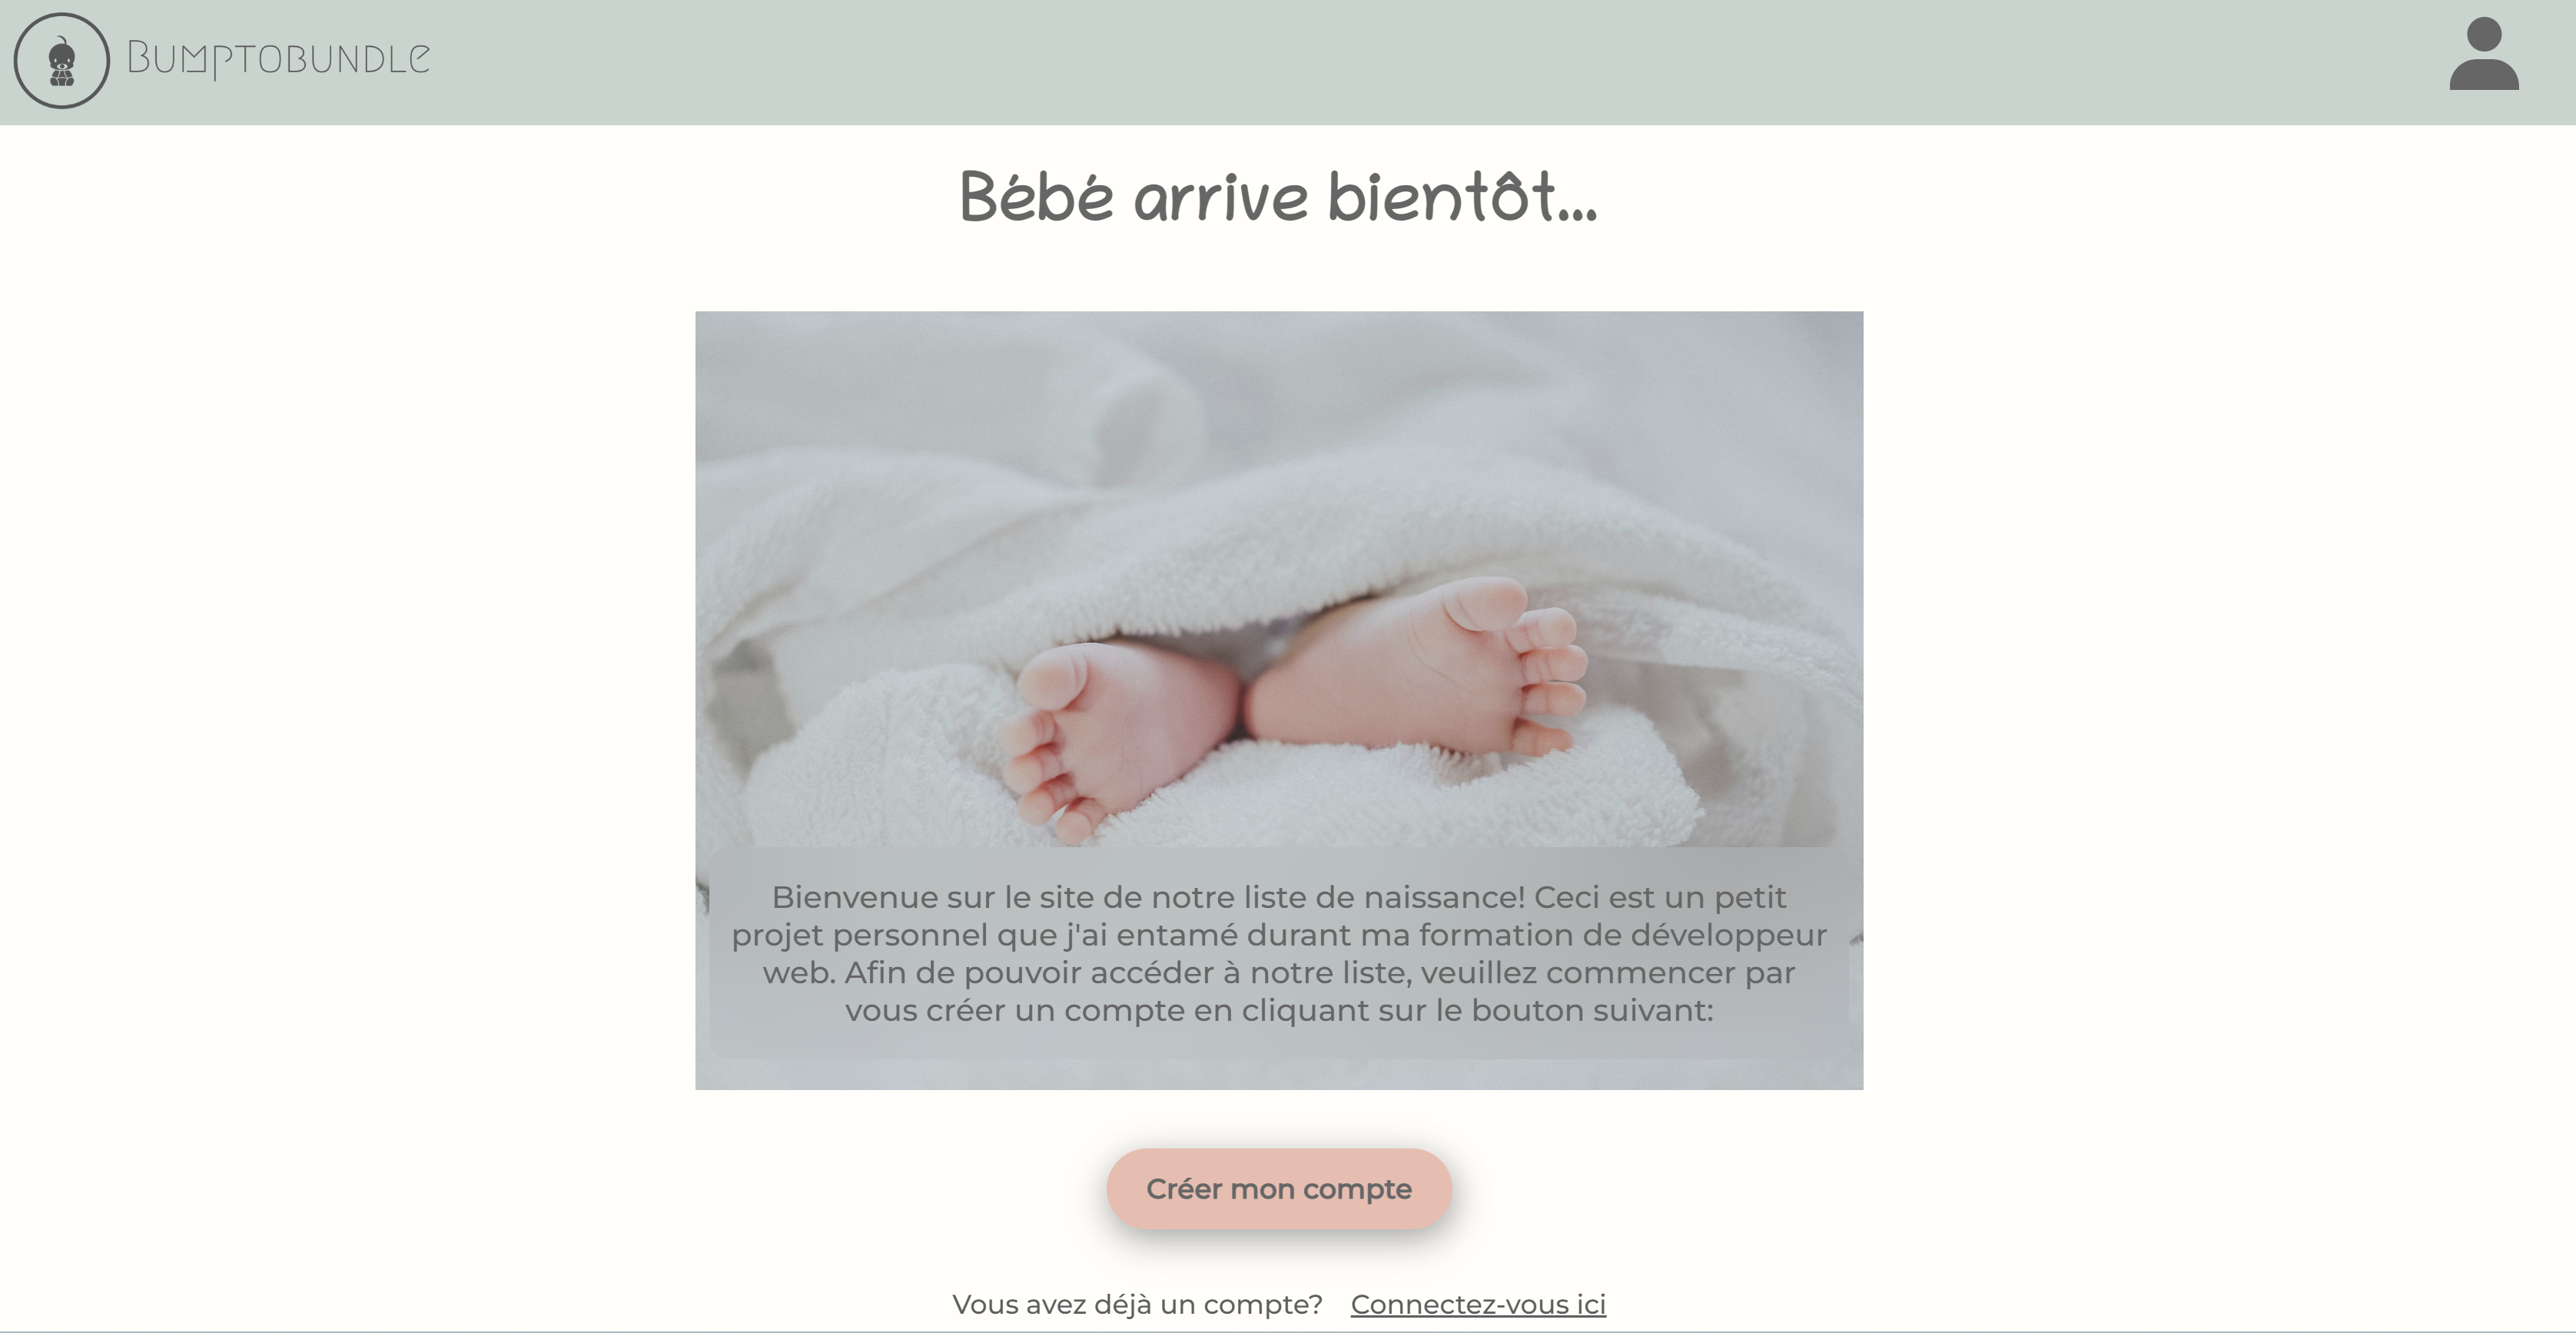 Bumptobundle
Bébé arrive bientôt...
Bienvenue sur le site de notre liste de naissance! Ceci est un petit
projet personnel que j'ai entamé durant ma formation de développeur
web. Afin de pouvoir accéder à notre liste, veuillez commencer par
vous créer un compte en cliquant sur le bouton suivant:
Créer mon compte
Vous avez déjà un compte? Connectez-vous ici